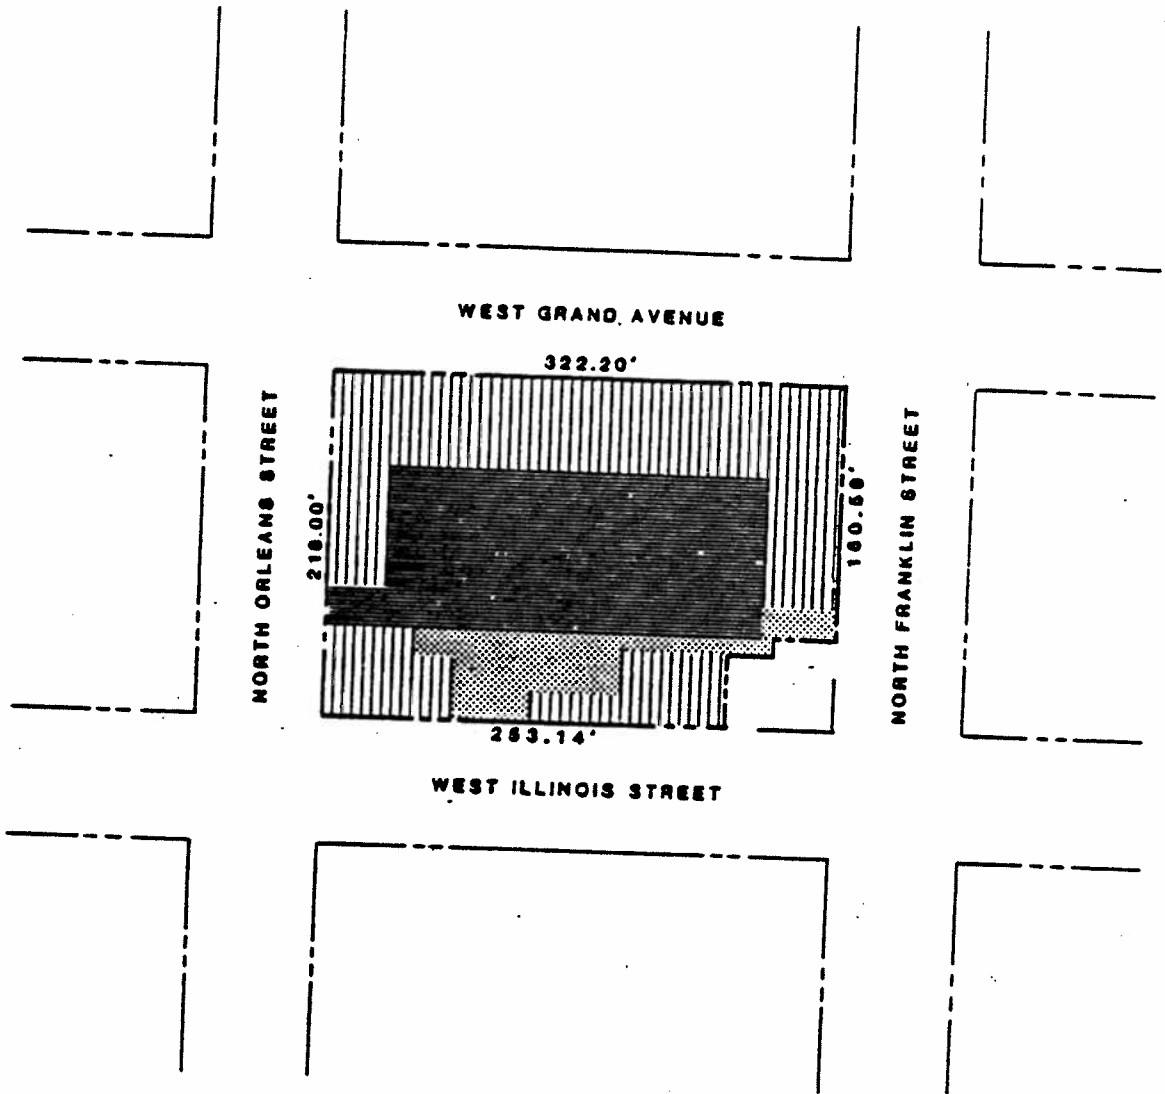 WEST GRAND AVENUE
322.20'
NORTH ORLEANS STREET
218.00'
160.58'
NORTH FRANKLIN STREET
253.14'
WEST ILLINOIS STREET